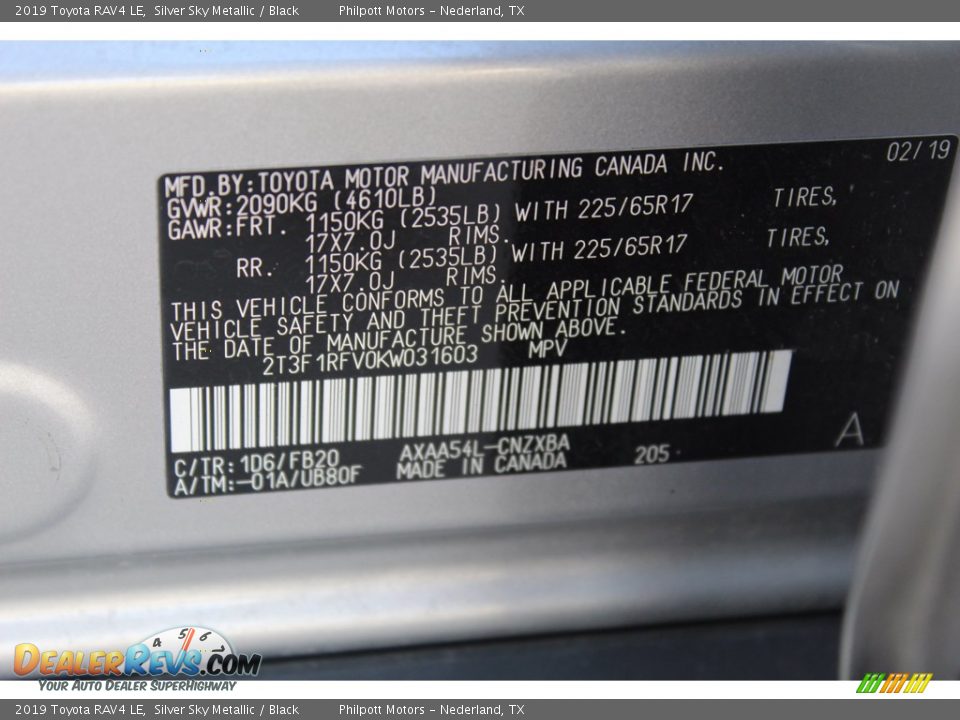 2019 Toyota RAV4 LE, Silver Sky Metallic / Black Philpott Motors - Nederland, TX
02/19
MFD.BY:TOYOTA MOTOR MANUFACTURING CANADA INC.
GVWR:2090KG (4610LB)
GAWR:FRT. 1150KG (2535LB) WITH 225/65R17 TIRES,
17X7.0J RIMS.
RR. 1150KG (2535LB) WITH 225/65R17 TIRES,
17X7.0J RIMS.
THIS VEHICLE CONFORMS TO ALL APPLICABLE FEDERAL MOTOR
VEHICLE SAFETY AND THEFT PREVENTION STANDARDS IN EFFECT ON
THE DATE OF MANUFACTURE SHOWN ABOVE.
2T3F1RFV0KW031603 MPV
A
C/TR:1D6/FB20 AXAA54L-CNZXBA 205
A/TM:-01A/UB80F MADE IN CANADA
4 5 6
DEALERREVS.COM
YOUR AUTO DEALER SUPERHIGHWAY
2019 Toyota RAV4 LE, Silver Sky Metallic / Black Philpott Motors - Nederland, TX